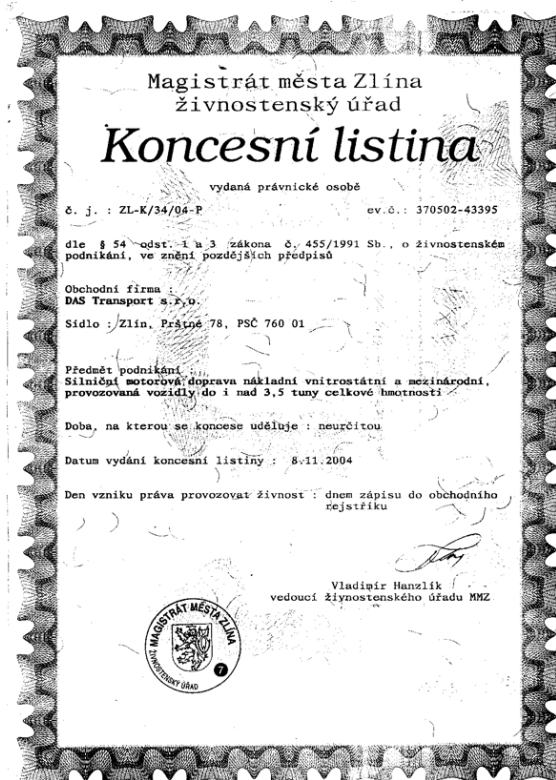 Magistrát města Zlína
živnostenský úřad
Koncesní listina
vydaná právnické osobě
č. j. : ZL-K/34/04-P ev.č.: 370502-43395
dle § 54 odst. 1 a 3 zákona č. 455/1991 Sb., o živnostenském
podnikání, ve znění pozdějších předpisů
Obchodní firma :
DAS Transport s.r.o.
Sídlo : Zlín, Prštné 78, PSČ 760 01
Předmět podnikání :
Silniční motorová doprava nákladní vnitrostátní a mezinárodní,
provozovaná vozidly do i nad 3,5 tuny celkové hmotnosti
Doba, na kterou se koncese uděluje : neurčitou
Datum vydání koncesní listiny : 8.11.2004
Den vzniku práva provozovat živnost : dnem zápisu do obchodního
rejstříku
Vladimír Hanzlík
vedoucí živnostenského úřadu MMZ
MAGISTRÁT MĚSTA ZLÍNA
ŽIVNOSTENSKÝ ÚŘAD
7